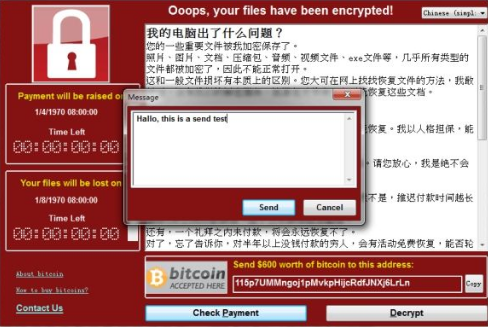 Ooops, your files have been encrypted!
Chinese (simpl:
我的电脑出了什么问题？
您的一些重要文件被我加密保存了。
照片、图片、文档、压缩包、音频、视频文件、exe文件等，几乎所有类型的
文件都被加密了，因此不能正常打开。
这和一般文件损坏有本质上的区别。您大可在网上找找恢复文件的方法，我敢
恢复这些文档。
Payment will be raised on
1/4/1970 08:00:00
Time Left
00:00:00:00
Message
Hallo, this is a send test
Send
Cancel
恢复。我以人格担保，能
请您放心，我是绝不会
Your files will be lost on
1/8/1970 08:00:00
Time Left
00:00:00:00
不是，推迟付款时间越长
还有，一个礼拜之内未付款，将会永远恢复不了。
对了，忘了告诉你，对半年以上没钱付款的穷人，会有活动免费恢复，能否轮
About bitcoin
How to buy bitcoins?
Contact Us
bitcoin
ACCEPTED HERE
Send $600 worth of bitcoin to this address:
115p7UMMngoj1pMvkpHijcRdfJNXj6LrLn
Copy
Check Payment
Decrypt